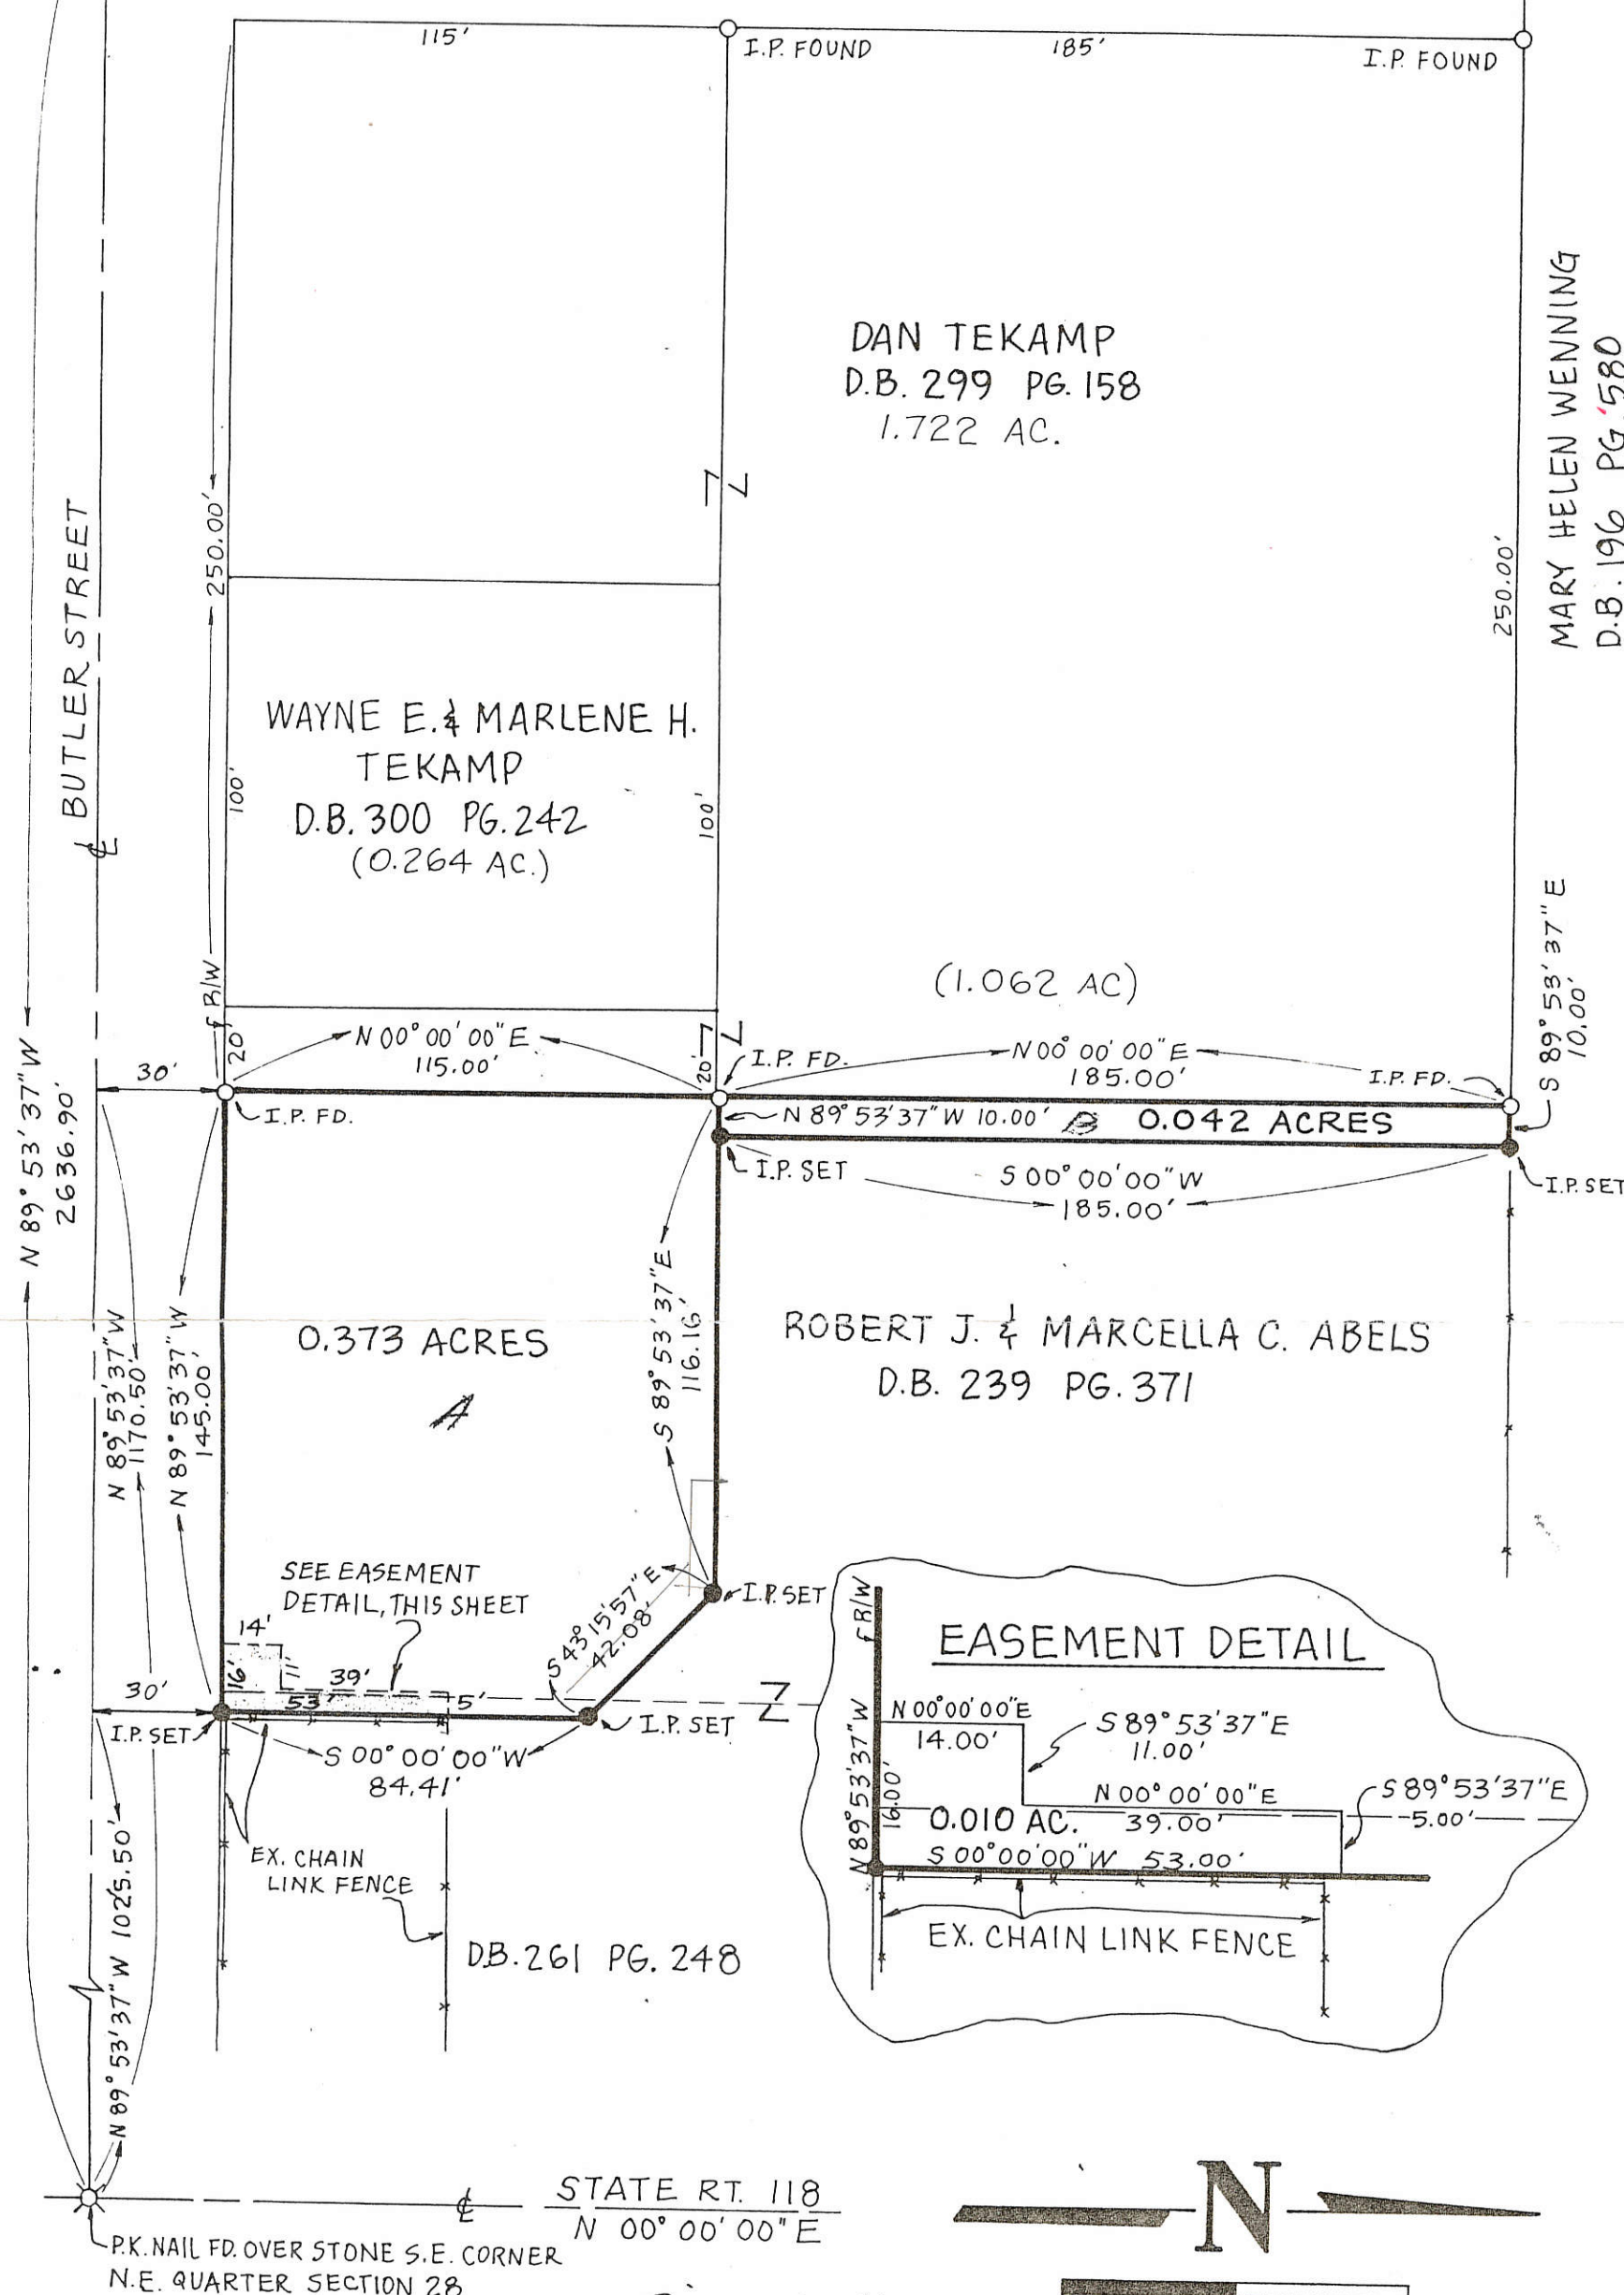 115'
I.P. FOUND
185'
I.P. FOUND
DAN TEKAMP
D.B. 299 PG. 158
1.722 AC.
MARY HELEN WENNING
D.B. 196 PG. 580
250.00'
250.00'
BUTLER STREET
WAYNE E. & MARLENE H.
TEKAMP
D.B. 300 PG. 242
(0.264 AC.)
100'
100'
(1.062 AC)
R/W
20'
N 00° 00' 00" E
115.00'
20'
I.P. FD.
N 00° 00' 00" E
185.00'
I.P. FD.
S 89° 53' 37" E
10.00'
30'
I.P. FD.
N 89° 53' 37" W 10.00'
B
0.042 ACRES
I.P. SET
S 00° 00' 00" W
185.00'
I.P. SET
N 89° 53' 37" W
2636.90'
N 89° 53' 37" W
1170.50'
N 89° 53' 37" W
145.00'
0.373 ACRES
A
S 89° 53' 37" E
116.16'
ROBERT J. & MARCELLA C. ABELS
D.B. 239 PG. 371
SEE EASEMENT
DETAIL, THIS SHEET
14'
16'
39'
53'
5'
S 43° 15' 57" E
42.08'
I.P. SET
30'
I.P. SET
I.P. SET
S 00° 00' 00" W
84.41'
EX. CHAIN
LINK FENCE
D.B. 261 PG. 248
N 89° 53' 37" W 1025.50'
EASEMENT DETAIL
R/W
N 89° 53' 37" W
16.00'
N 00° 00' 00" E
14.00'
S 89° 53' 37" E
11.00'
N 00° 00' 00" E
39.00'
S 89° 53' 37" E
5.00'
0.010 AC.
S 00° 00' 00" W 53.00'
EX. CHAIN LINK FENCE
STATE RT. 118
N 00° 00' 00" E
N
P.K. NAIL FD. OVER STONE S.E. CORNER
N.E. QUARTER SECTION 28